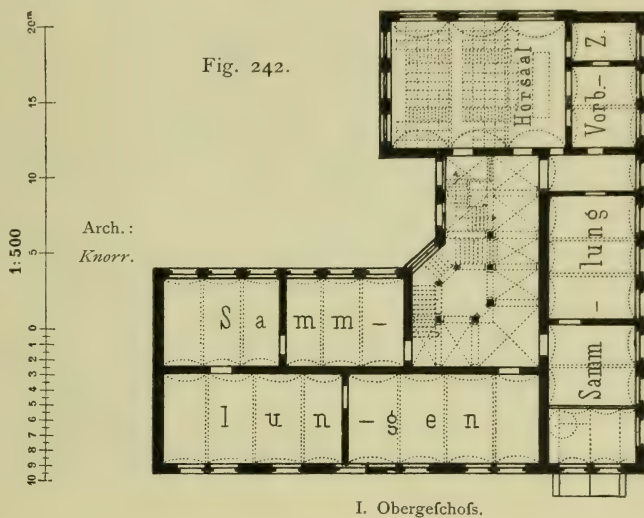 Fig. 242.
Arch.:
Knorr.
1:500
20m
15
10
5
0
1
2
3
4
5
6
7
8
9
10
Hörsaal
Vorb.-
Z.
Samm
- lung
Samm-
lun-gen
I. Obergeſchoſs.